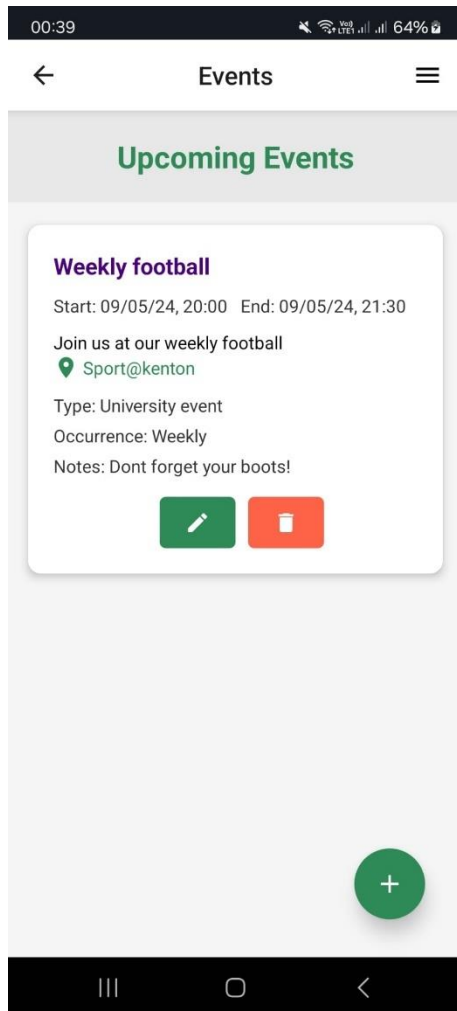 00:39 Vo) LTE1 64%
Events
Upcoming Events
Weekly football
Start: 09/05/24, 20:00 End: 09/05/24, 21:30
Join us at our weekly football
Sport@kenton
Type: University event
Occurrence: Weekly
Notes: Dont forget your boots!